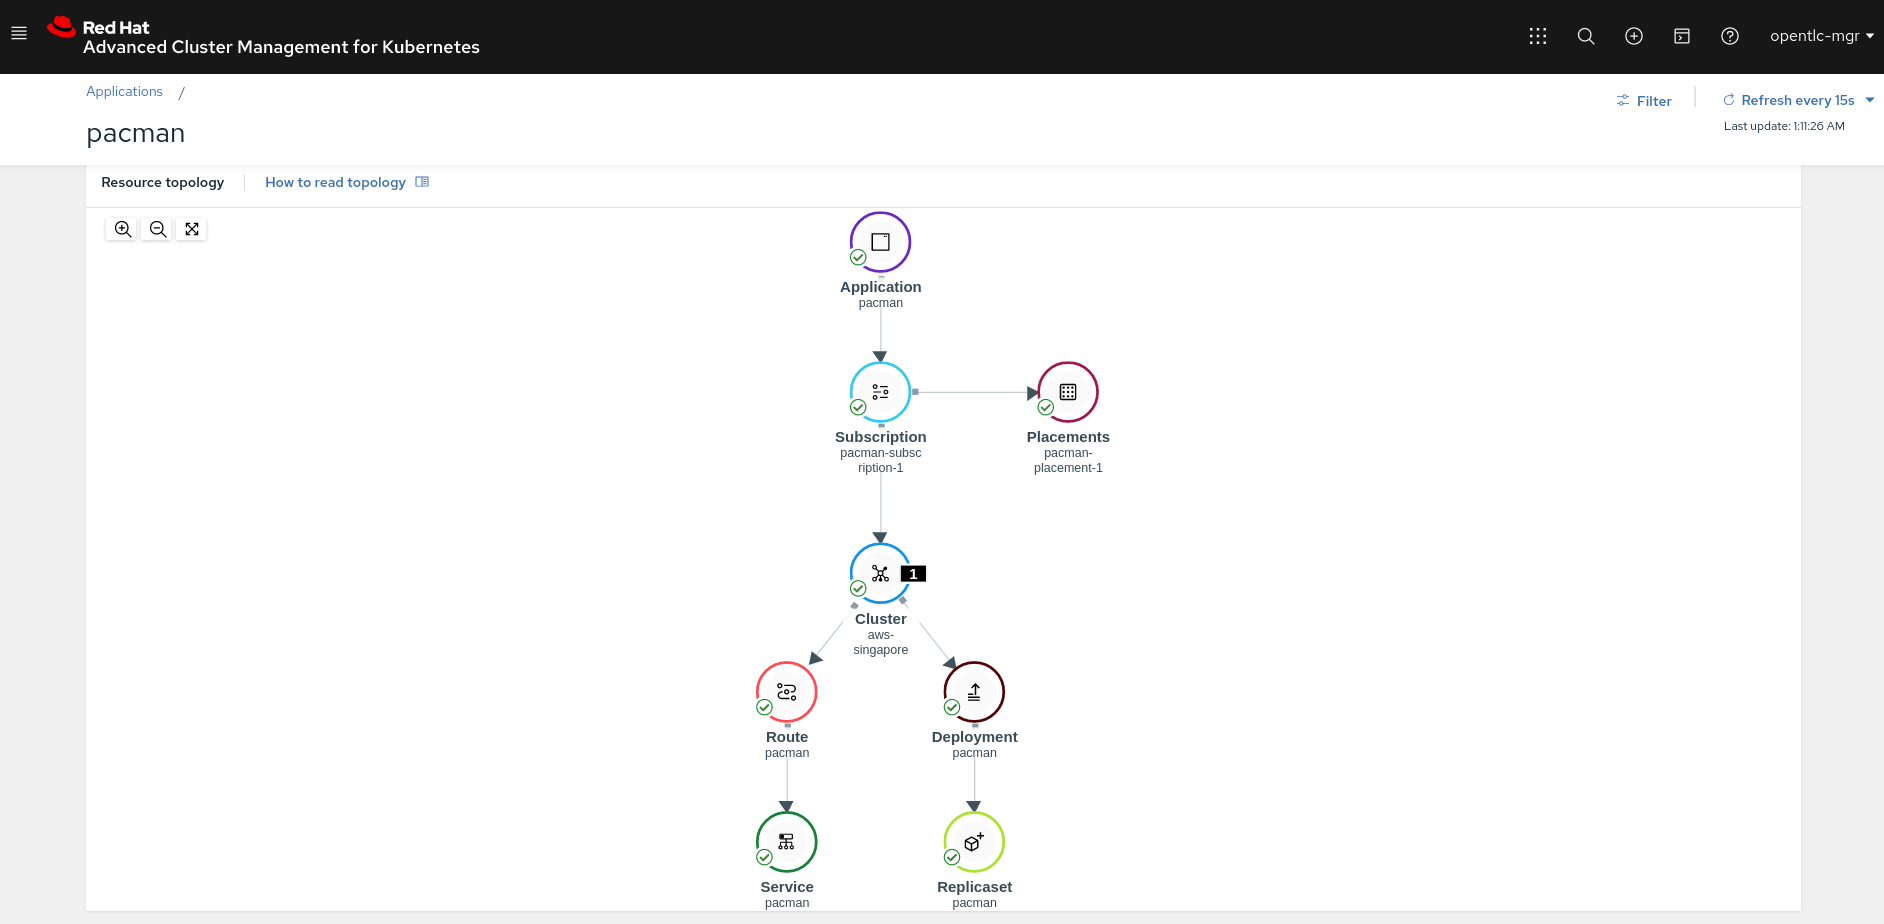 Red Hat
Advanced Cluster Management for Kubernetes
opentlc-mgr
Applications /
pacman
Filter
Refresh every 15s
Last update: 1:11:26 AM
Resource topology
How to read topology
Application
pacman
Subscription
pacman-subsc
ription-1
Placements
pacman-
placement-1
1
Cluster
aws-
singapore
Route
pacman
Deployment
pacman
Service
pacman
Replicaset
pacman